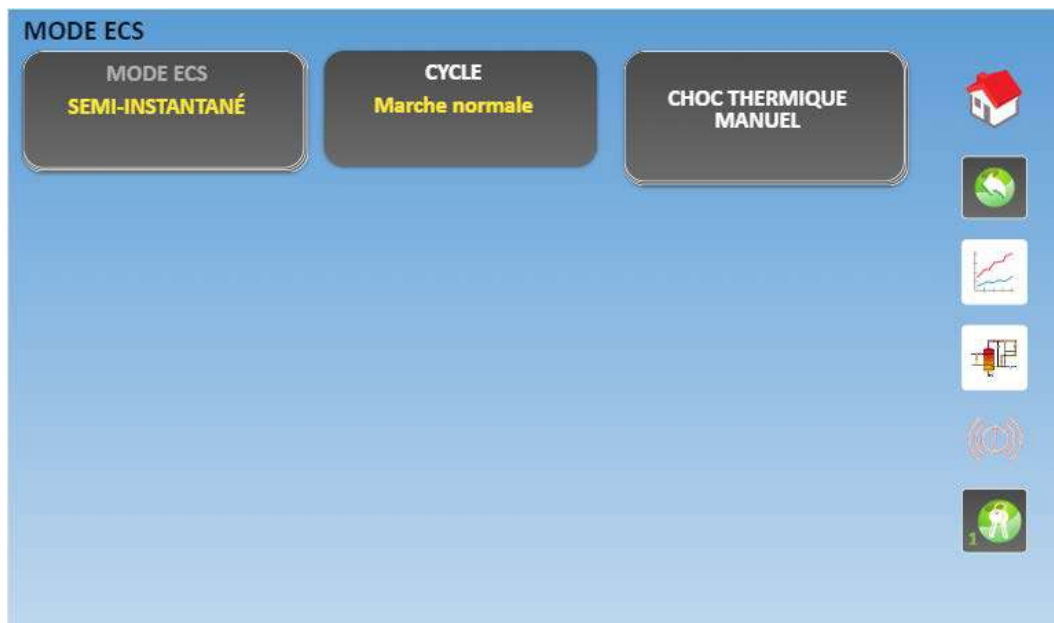 MODE ECS
MODE ECS
SEMI-INSTANTANÉ
CYCLE
Marche normale
CHOC THERMIQUE
MANUEL
1